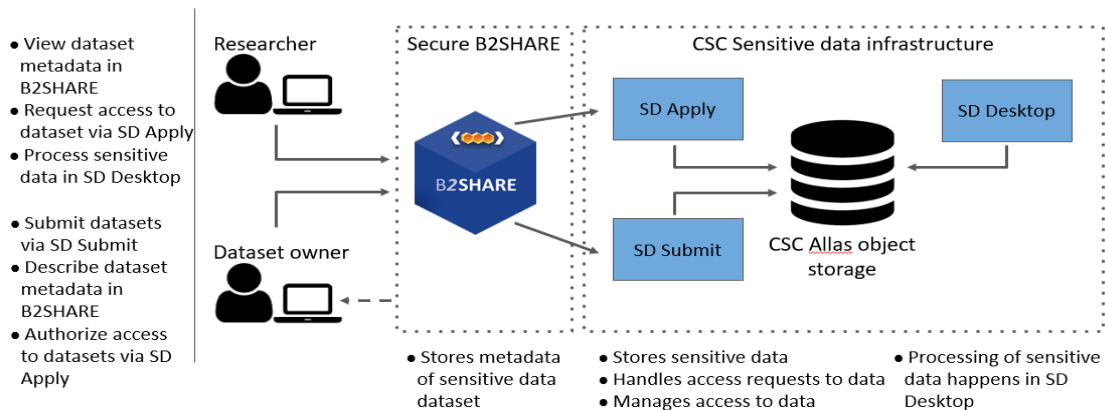 ● View dataset
metadata in
B2SHARE
● Request access to
dataset via SD Apply
● Process sensitive
data in SD Desktop
● Submit datasets
via SD Submit
● Describe dataset
metadata in
B2SHARE
● Authorize access
to datasets via SD
Apply
Researcher
Dataset owner
Secure B2SHARE
B2SHARE
● Stores metadata
of sensitive data
dataset
CSC Sensitive data infrastructure
SD Apply
SD Submit
SD Desktop
CSC Allas object
storage
● Stores sensitive data
● Handles access requests to data
● Manages access to data
● Processing of sensitive
data happens in SD
Desktop